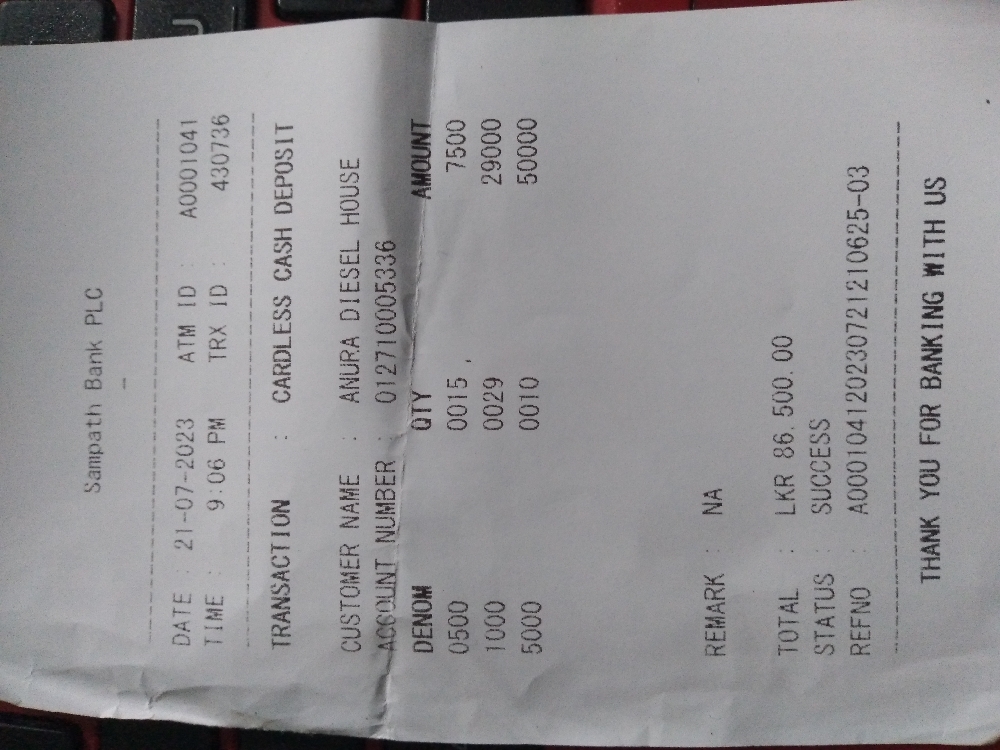 Sampath Bank PLC
DATE : 21-07-2023 ATM ID : A0001041
TIME : 9:06 PM TRX ID : 430736
TRANSACTION : CARDLESS CASH DEPOSIT
CUSTOMER NAME : ANURA DIESEL HOUSE
ACCOUNT NUMBER : 012710005336
DENOM QTY AMOUNT
0500 0015 7500
1000 0029 29000
5000 0010 50000
REMARK : NA
TOTAL : LKR 86,500.00
STATUS : SUCCESS
REFNO : A000104120230721210625-03
THANK YOU FOR BANKING WITH US